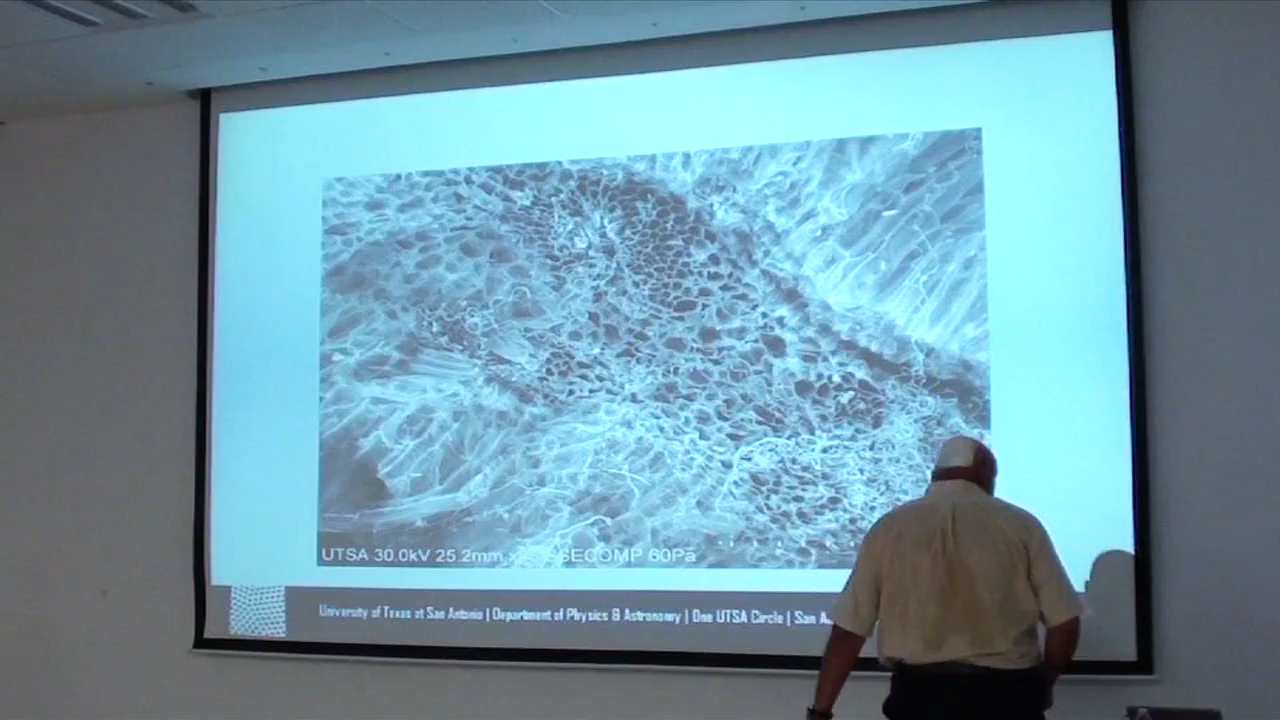 UTSA 30.0kV 25.2mm SECOMP 60Pa
University of Texas at San Antonio | Department of Physics & Astronomy | One UTSA Circle | San